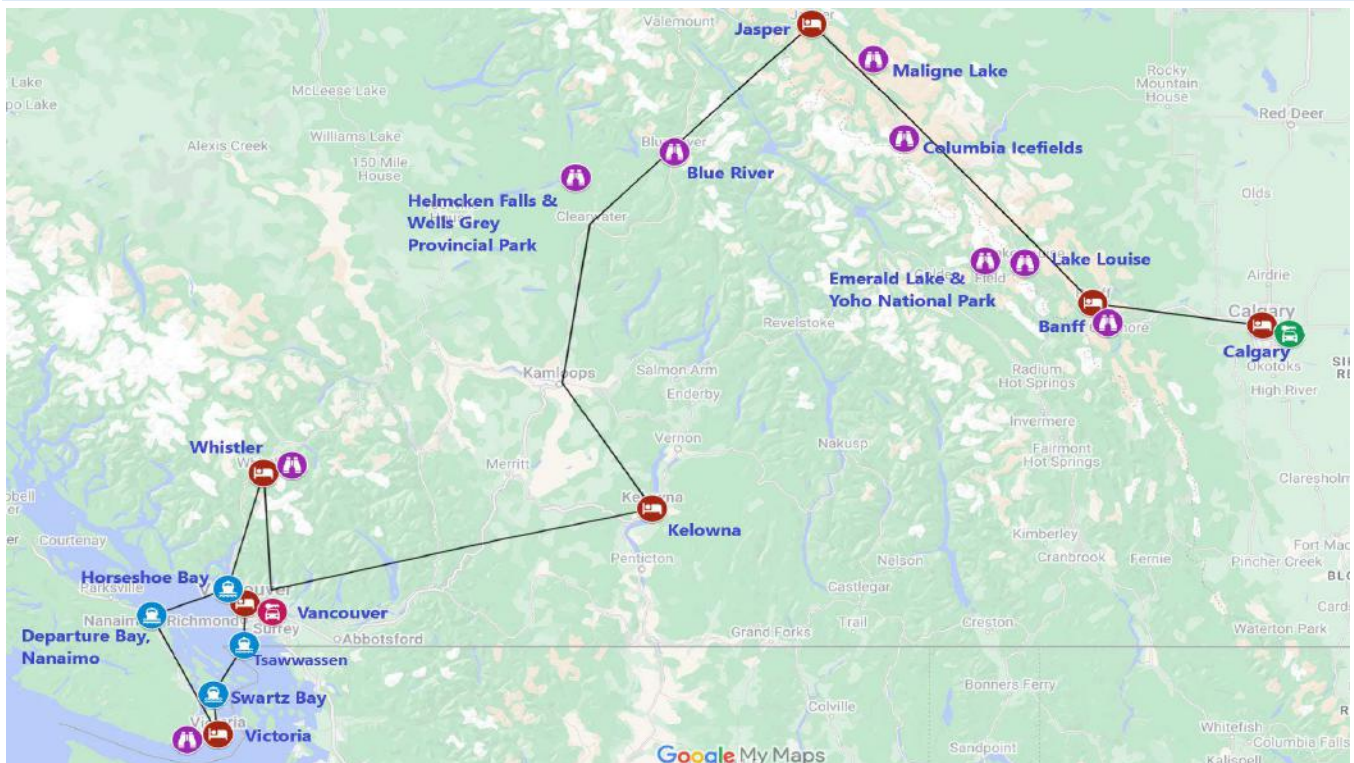 Valemount
Jasper
Maligne Lake
Rocky
Mountain
House
Lake
McLeese Lake
Red Deer
Williams Lake
Alexis Creek
150 Mile
House
Columbia Icefields
Blue River
Olds
Helmcken Falls &
Wells Grey
Provincial Park
Clearwater
Lake Louise
Emerald Lake &
Yoho National Park
Airdrie
Calgary
Banff
Calgary
Revelstoke
Okotoks
High River
Kamloops
Salmon Arm
Enderby
Radium
Hot Springs
Invermere
Fairmont
Hot Springs
Whistler
Vernon
Nakusp
Merritt
Claresholm
Kelowna
Kelowna
Courtenay
Kimberley
Cranbrook
Fernie
Fort Mac
Pincher Creek
Penticton
Nelson
Castlegar
Horseshoe Bay
Parksville
Vancouver
Nanaimo
Richmond
Surrey
Abbotsford
Departure Bay,
Nanaimo
Tsawwassen
Grand Forks
Trail
Creston
Waterton Park
Swartz Bay
Victoria
Victoria
Bonners Ferry
Colville
Sandpoint
Whitefish
Columbia Falls
Kalispell
Google My Maps